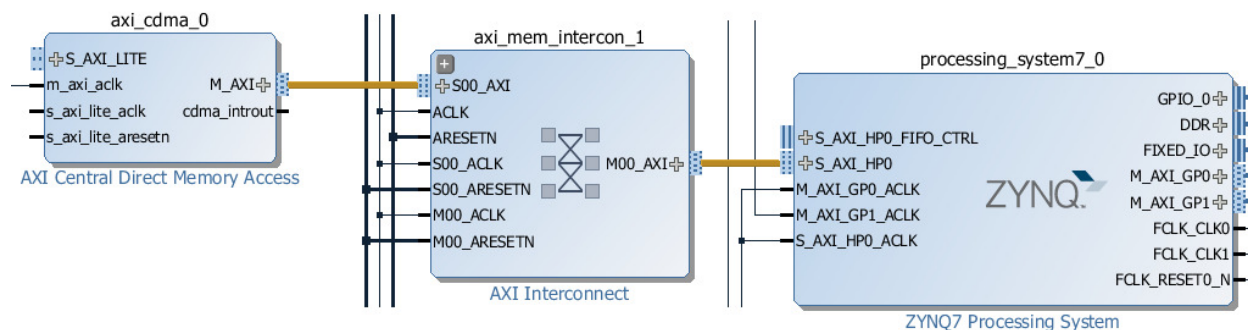 axi_cdma_0
S_AXI_LITE
m_axi_aclk
s_axi_lite_aclk
s_axi_lite_aresetn
M_AXI
cdma_introut
AXI Central Direct Memory Access
axi_mem_intercon_1
S00_AXI
ACLK
ARESETN
S00_ACLK
S00_ARESETN
M00_ACLK
M00_ARESETN
M00_AXI
AXI Interconnect
processing_system7_0
S_AXI_HP0_FIFO_CTRL
S_AXI_HP0
M_AXI_GP0_ACLK
M_AXI_GP1_ACLK
S_AXI_HP0_ACLK
ZYNQ
GPIO_0
DDR
FIXED_IO
M_AXI_GP0
M_AXI_GP1
FCLK_CLK0
FCLK_CLK1
FCLK_RESET0_N
ZYNQ7 Processing System